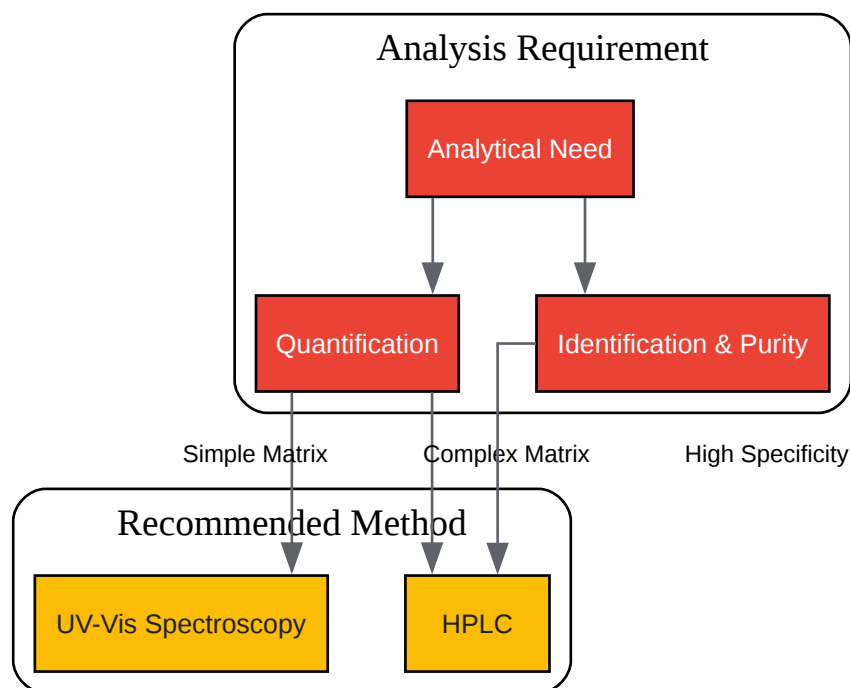 Analysis Requirement
Analytical Need
Quantification
Identification & Purity
Simple Matrix
Complex Matrix
High Specificity
Recommended Method
UV-Vis Spectroscopy
HPLC